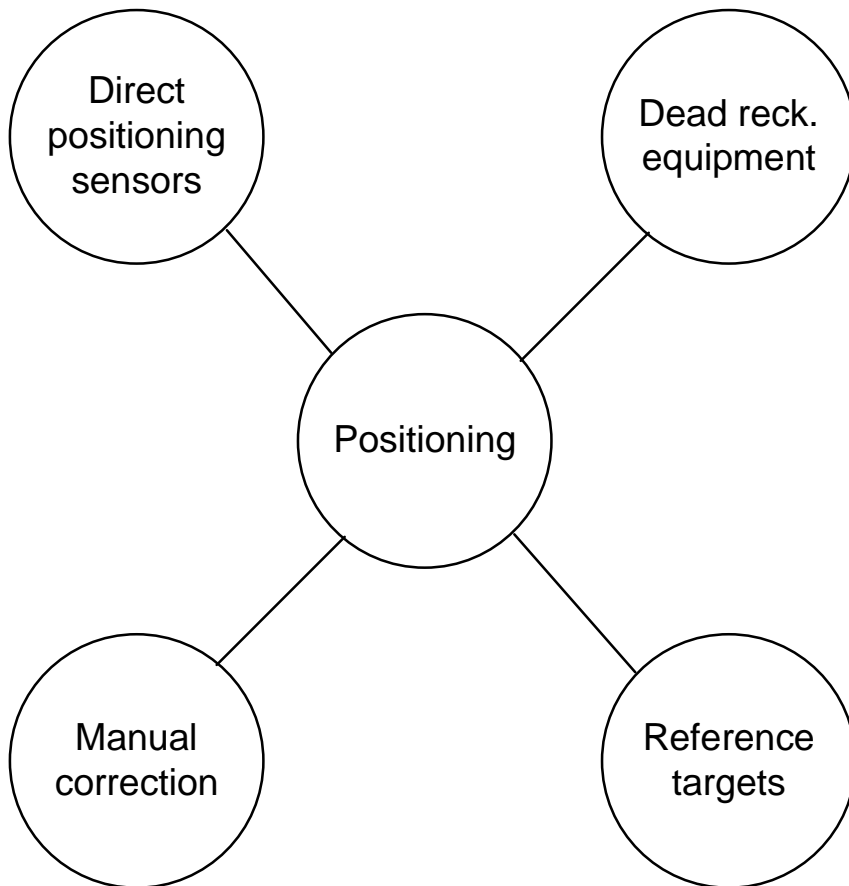 Direct
positioning
sensors
Dead reck.
equipment
Positioning
Manual
correction
Reference
targets